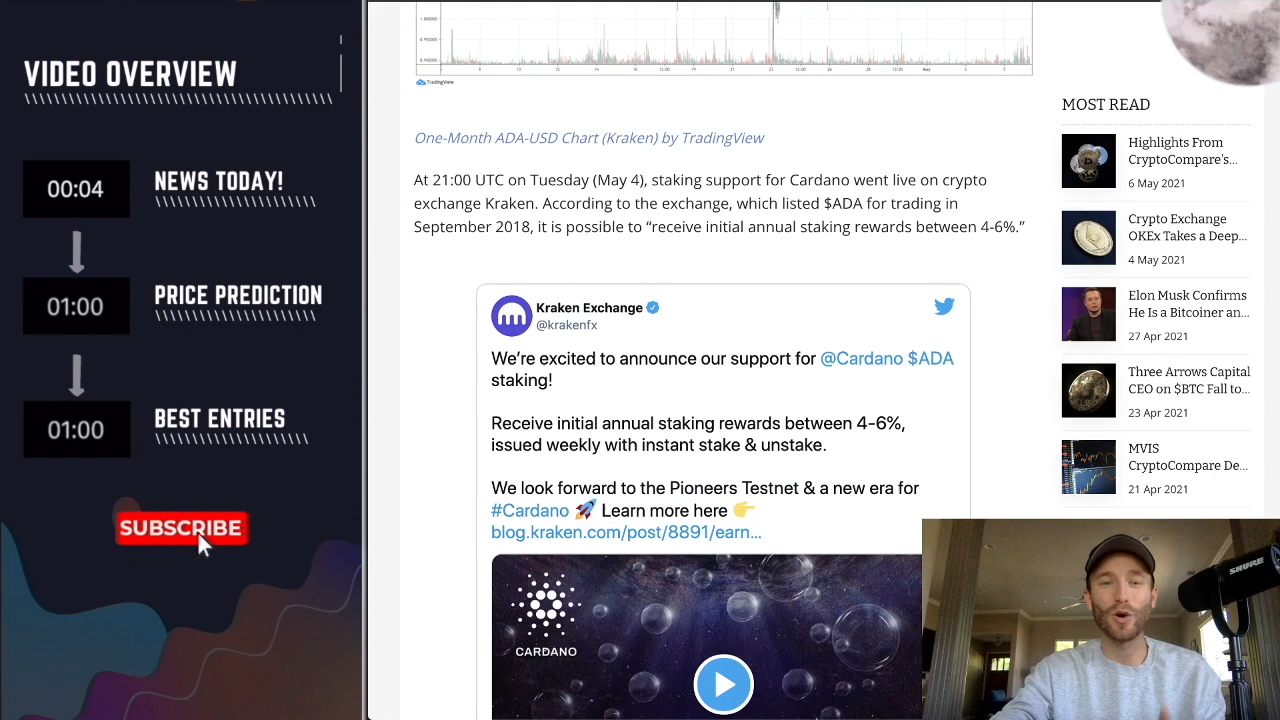 VIDEO OVERVIEW
00:04
NEWS TODAY!
01:00
PRICE PREDICTION
01:00
BEST ENTRIES
SUBSCRIBE
TradingView
One-Month ADA-USD Chart (Kraken) by TradingView
At 21:00 UTC on Tuesday (May 4), staking support for Cardano went live on crypto
exchange Kraken. According to the exchange, which listed $ADA for trading in
September 2018, it is possible to “receive initial annual staking rewards between 4-6%.”
Kraken Exchange
@krakenfx
We’re excited to announce our support for @Cardano $ADA
staking!
Receive initial annual staking rewards between 4-6%,
issued weekly with instant stake & unstake.
We look forward to the Pioneers Testnet & a new era for
#Cardano 🚀 Learn more here 👉
blog.kraken.com/post/8891/earn...
CARDANO
MOST READ
Highlights From
CryptoCompare’s...
6 May 2021
Crypto Exchange
OKEx Takes a Deep...
4 May 2021
Elon Musk Confirms
He Is a Bitcoiner an...
27 Apr 2021
Three Arrows Capital
CEO on $BTC Fall to...
23 Apr 2021
MVIS
CryptoCompare De...
21 Apr 2021
SHURE